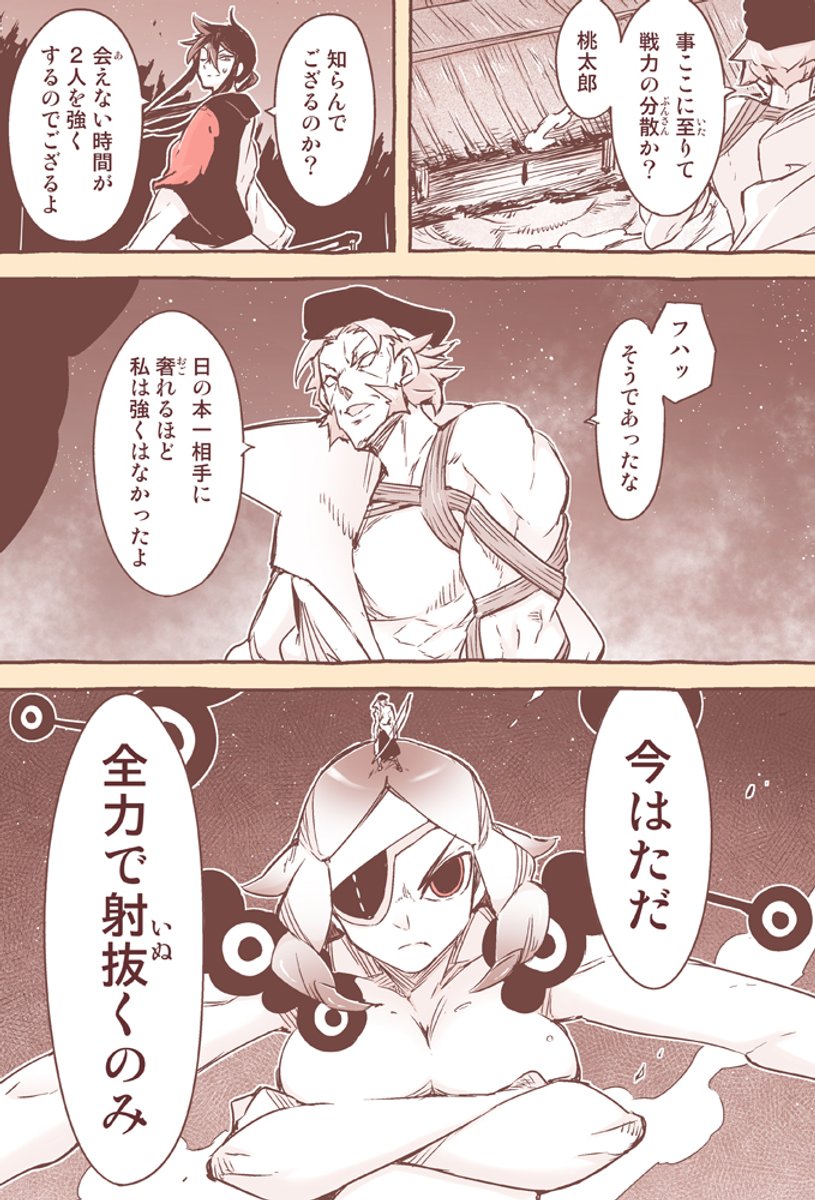 事ここに至りて
戦力の分散か?
桃太郎
知らんで
ござるのか?
会えない時間が
2人を強く
するのでござるよ
フハッ
そうであったな
日の本一相手に
奢れるほど
私は強くはなかったよ
今はただ
全力で射抜くのみ